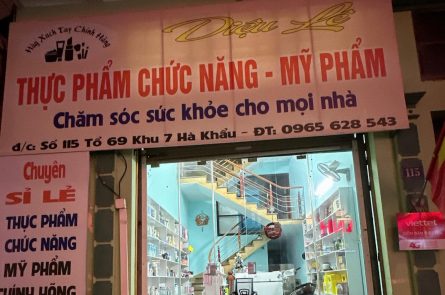 Hàng Xách Tay Chính Hãng
Diệu Lê
THỰC PHẨM CHỨC NĂNG - MỸ PHẨM
Chăm sóc sức khỏe cho mọi nhà
đ/c: Số 115 Tổ 69 Khu 7 Hà Khẩu - ĐT: 0965 628 543
Chuyên
SỈ LẺ
THỰC PHẨM
CHỨC NĂNG
MỸ PHẨM
CHÍNH HÃNG
115
viettel